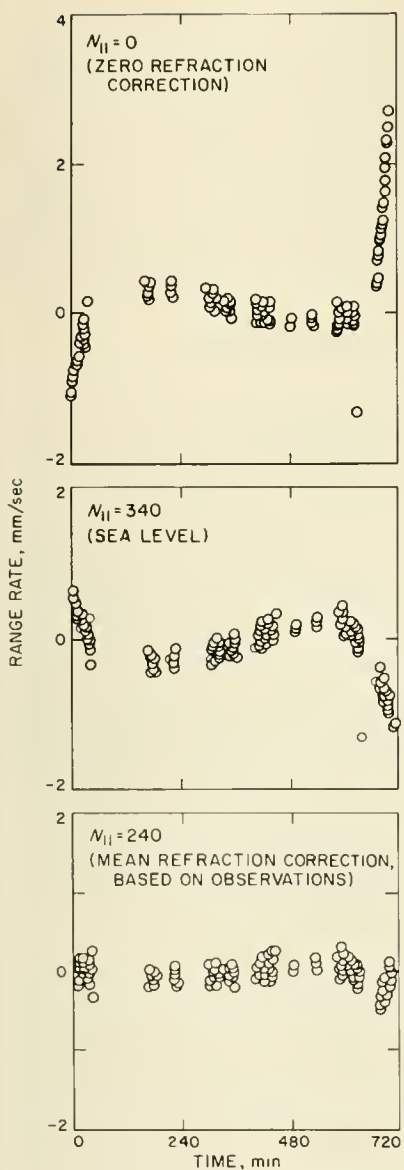 4
N11 = 0
(ZERO REFRACTION
CORRECTION)
2
0
-2
RANGE RATE, mm/sec
2
N11 = 340
(SEA LEVEL)
0
-2
2
N11 = 240
(MEAN REFRACTION CORRECTION,
BASED ON OBSERVATIONS)
0
-2
0 240 480 720
TIME, min